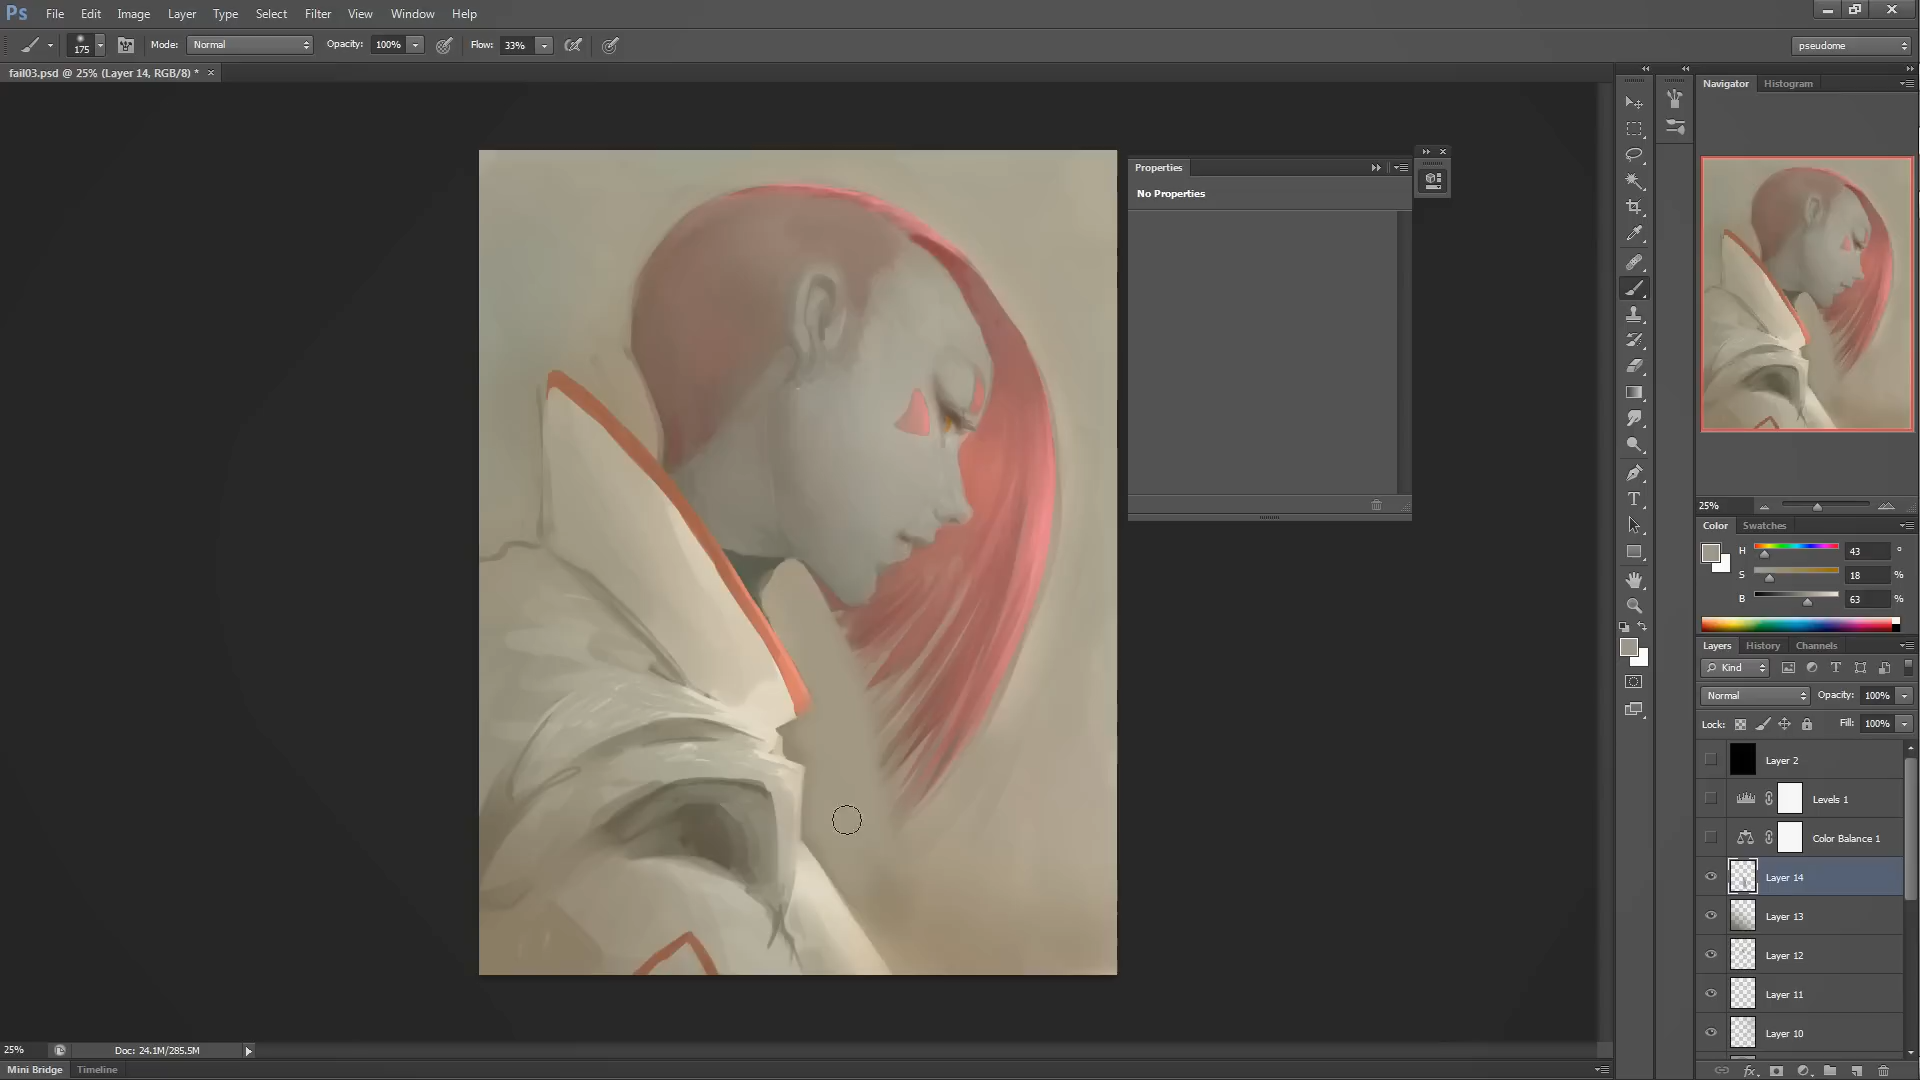 Ps File Edit Image Layer Type Select Filter View Window Help
175 Mode: Normal Opacity: 100% Flow: 33% pseudome
fail03.psd @ 25% (Layer 14, RGB/8) * ×
Navigator Histogram
Properties
No Properties
25%
Color Swatches
H 43 °
S 18 %
B 63 %
Layers History Channels
Kind T
Normal Opacity: 100%
Lock: Fill: 100%
Layer 2
Levels 1
Color Balance 1
Layer 14
Layer 13
Layer 12
Layer 11
Layer 10
fx
25% Doc: 24.1M/285.5M
Mini Bridge Timeline